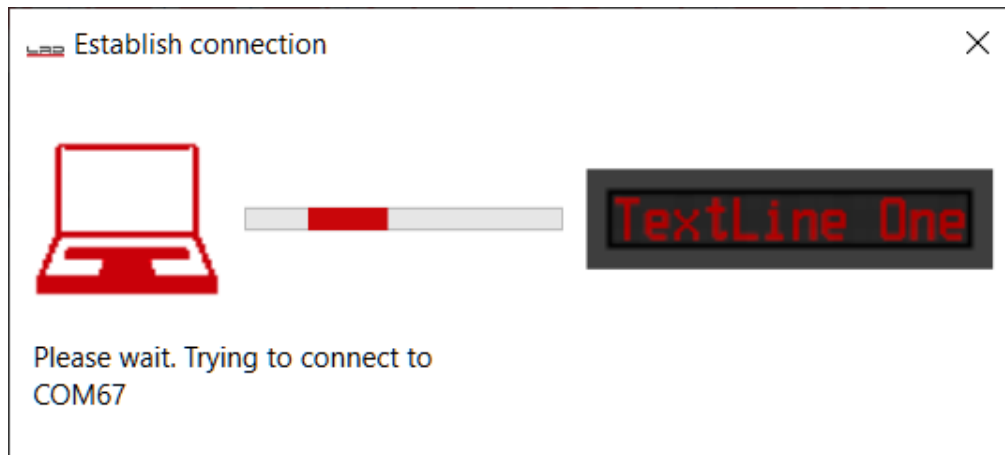 Establish connection
TextLine One
Please wait. Trying to connect to
COM67